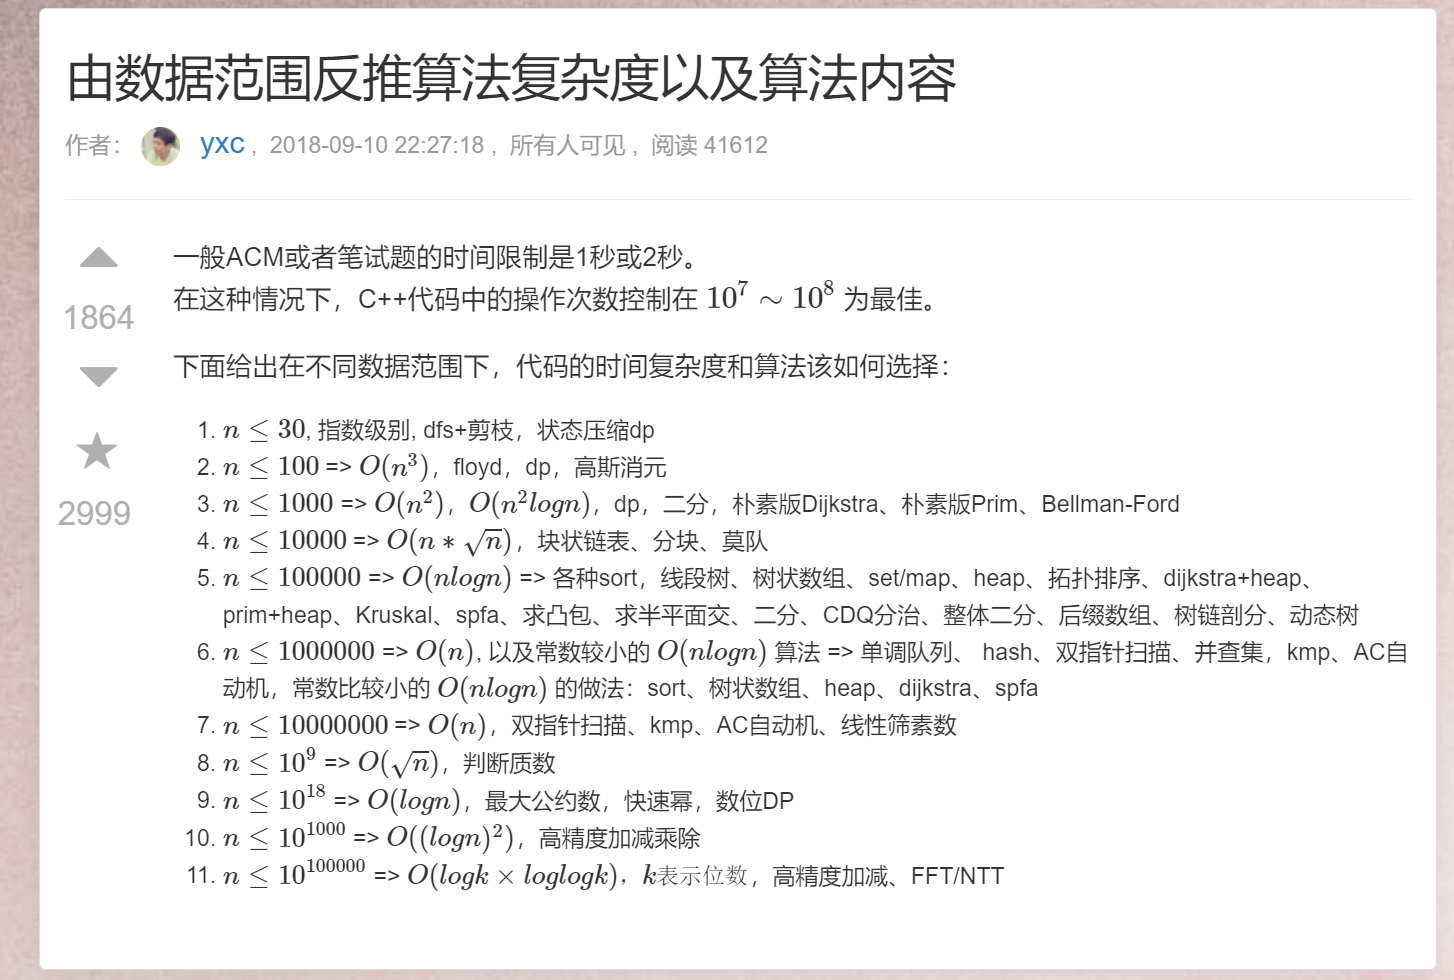 由数据范围反推算法复杂度以及算法内容
作者： yxc ， 2018-09-10 22:27:18 ， 所有人可见 ， 阅读 41612
一般ACM或者笔试题的时间限制是1秒或2秒。
1864
在这种情况下，C++代码中的操作次数控制在 10^7 ∼ 10^8 为最佳。
下面给出在不同数据范围下，代码的时间复杂度和算法该如何选择：
2999
1. n ≤ 30, 指数级别, dfs+剪枝，状态压缩dp
2. n ≤ 100 => O(n^3)，floyd，dp，高斯消元
3. n ≤ 1000 => O(n^2)，O(n^2logn)，dp，二分，朴素版Dijkstra、朴素版Prim、Bellman-Ford
4. n ≤ 10000 => O(n ∗ √n)，块状链表、分块、莫队
5. n ≤ 100000 => O(nlogn) => 各种sort，线段树、树状数组、set/map、heap、拓扑排序、dijkstra+heap、
prim+heap、Kruskal、spfa、求凸包、求半平面交、二分、CDQ分治、整体二分、后缀数组、树链剖分、动态树
6. n ≤ 1000000 => O(n), 以及常数较小的 O(nlogn) 算法 => 单调队列、 hash、双指针扫描、并查集，kmp、AC自
动机，常数比较小的 O(nlogn) 的做法：sort、树状数组、heap、dijkstra、spfa
7. n ≤ 10000000 => O(n)，双指针扫描、kmp、AC自动机、线性筛素数
8. n ≤ 10^9 => O(√n)，判断质数
9. n ≤ 10^18 => O(logn)，最大公约数，快速幂，数位DP
10. n ≤ 10^1000 => O((logn)^2)，高精度加减乘除
11. n ≤ 10^100000 => O(logk × loglogk)，k表示位数，高精度加减、FFT/NTT